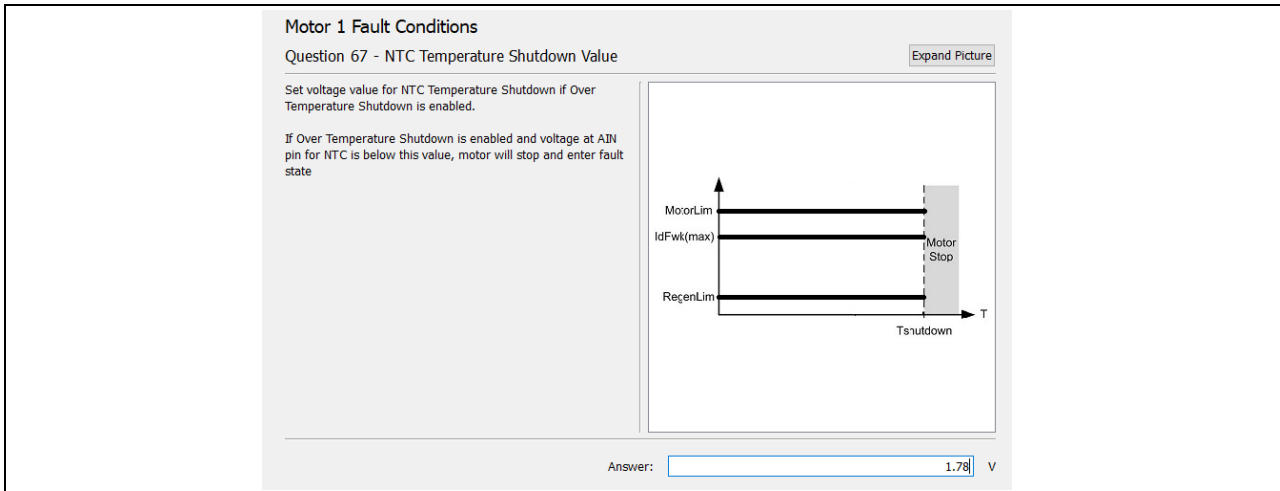 Motor 1 Fault Conditions
Question 67 - NTC Temperature Shutdown Value
Expand Picture
Set voltage value for NTC Temperature Shutdown if Over
Temperature Shutdown is enabled.
If Over Temperature Shutdown is enabled and voltage at AIN
pin for NTC is below this value, motor will stop and enter fault
state
MotorLim
IdFwk(max)
Motor
Stop
RegenLim
T
Tshutdown
Answer:
1.78
V